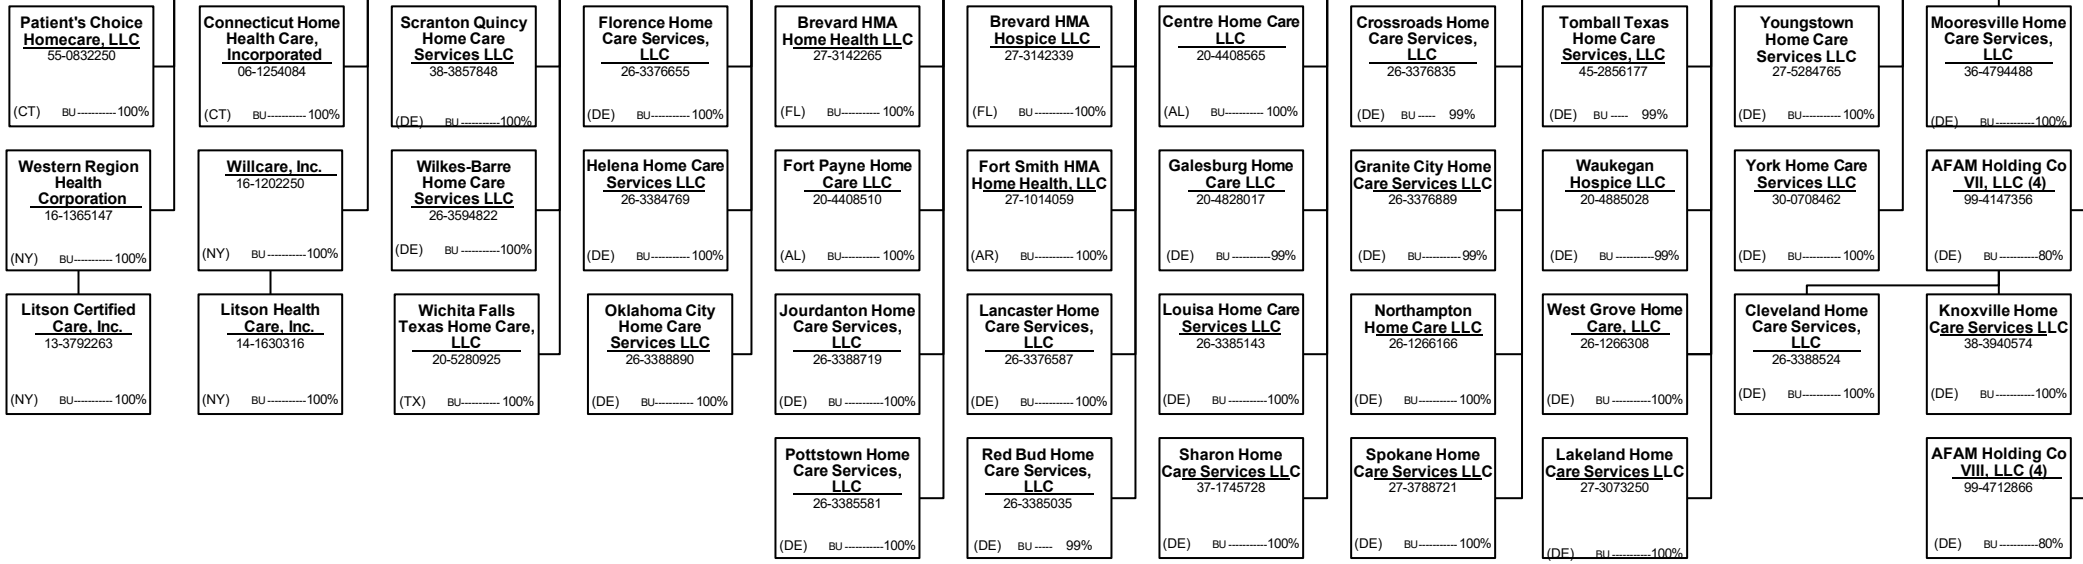 Patient's Choice
Homecare, LLC
55-0832250
(CT) BU-----------100%
Connecticut Home
Health Care,
Incorporated
06-1254084
(CT) BU-----------100%
Scranton Quincy
Home Care
Services LLC
38-3857848
(DE) BU-----------100%
Florence Home
Care Services,
LLC
26-3376655
(DE) BU-----------100%
Brevard HMA
Home Health LLC
27-3142265
(FL) BU-----------100%
Brevard HMA
Hospice LLC
27-3142339
(FL) BU-----------100%
Centre Home Care
LLC
20-4408565
(AL) BU-----------100%
Crossroads Home
Care Services,
LLC
26-3376835
(DE) BU----- 99%
Tomball Texas
Home Care
Services, LLC
45-2856177
(DE) BU----- 99%
Youngstown
Home Care
Services LLC
27-5284765
(DE) BU-----------100%
Mooresville Home
Care Services,
LLC
36-4794488
(DE) BU-----------100%
Western Region
Health
Corporation
16-1365147
(NY) BU-----------100%
Willcare, Inc.
16-1202250
(NY) BU-----------100%
Wilkes-Barre
Home Care
Services LLC
26-3594822
(DE) BU-----------100%
Helena Home Care
Services LLC
26-3384769
(DE) BU-----------100%
Fort Payne Home
Care LLC
20-4408510
(AL) BU-----------100%
Fort Smith HMA
Home Health, LLC
27-1014059
(AR) BU-----------100%
Galesburg Home
Care LLC
20-4828017
(DE) BU-----------99%
Granite City Home
Care Services LLC
26-3376889
(DE) BU-----------99%
Waukegan
Hospice LLC
20-4885028
(DE) BU-----------99%
York Home Care
Services LLC
30-0708462
(DE) BU-----------100%
AFAM Holding Co
VII, LLC (4)
99-4147356
(DE) BU-----------80%
Litson Certified
Care, Inc.
13-3792263
(NY) BU-----------100%
Litson Health
Care, Inc.
14-1630316
(NY) BU-----------100%
Wichita Falls
Texas Home Care,
LLC
20-5280925
(TX) BU-----------100%
Oklahoma City
Home Care
Services LLC
26-3388890
(DE) BU-----------100%
Jourdanton Home
Care Services,
LLC
26-3388719
(DE) BU-----------100%
Lancaster Home
Care Services,
LLC
26-3376587
(DE) BU-----------100%
Louisa Home Care
Services LLC
26-3385143
(DE) BU-----------100%
Northampton
Home Care LLC
26-1266166
(DE) BU-----------100%
West Grove Home
Care, LLC
26-1266308
(DE) BU-----------100%
Cleveland Home
Care Services,
LLC
26-3388524
(DE) BU-----------100%
Knoxville Home
Care Services LLC
38-3940574
(DE) BU-----------100%
Pottstown Home
Care Services,
LLC
26-3385581
(DE) BU-----------100%
Red Bud Home
Care Services,
LLC
26-3385035
(DE) BU----- 99%
Sharon Home
Care Services LLC
37-1745728
(DE) BU-----------100%
Spokane Home
Care Services LLC
27-3788721
(DE) BU-----------100%
Lakeland Home
Care Services LLC
27-3073250
(DE) BU-----------100%
AFAM Holding Co
VIII, LLC (4)
99-4712866
(DE) BU-----------80%